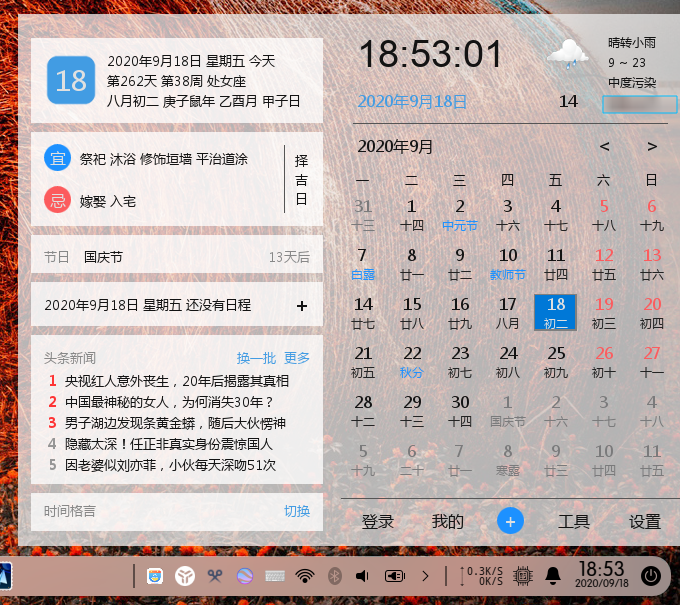 18
2020年9月18日 星期五 今天
第262天 第38周 处女座
八月初二 庚子鼠年 乙酉月 甲子日
宜 祭祀 沐浴 修饰垣墙 平治道涂
忌 嫁娶 入宅
择吉日
节日 国庆节 13天后
2020年9月18日 星期五 还没有日程 +
头条新闻 换一批 更多
1 央视红人意外丧生，20年后揭露其真相
2 中国最神秘的女人，为何消失30年？
3 男子湖边发现条黄金蟒，随后大伙愣神
4 隐藏太深！任正非真实身份震惊国人
5 因老婆似刘亦菲，小伙每天深吻51次
时间格言 切换
18:53:01
晴转小雨
9 ~ 23
中度污染
2020年9月18日 14
2020年9月 < >
一 二 三 四 五 六 日
31 1 2 3 4 5 6
十三 十四 中元节 十六 十七 十八 十九
7 8 9 10 11 12 13
白露 廿一 廿二 教师节 廿四 廿五 廿六
14 15 16 17 18 19 20
廿七 廿八 廿九 八月 初二 初三 初四
21 22 23 24 25 26 27
初五 秋分 初七 初八 初九 初十 十一
28 29 30 1 2 3 4
十二 十三 十四 国庆节 十六 十七 十八
5 6 7 8 9 10 11
十九 二十 廿一 寒露 廿三 廿四 廿五
登录 我的 + 工具 设置
0.3K/S
0K/S
18:53
2020/09/18